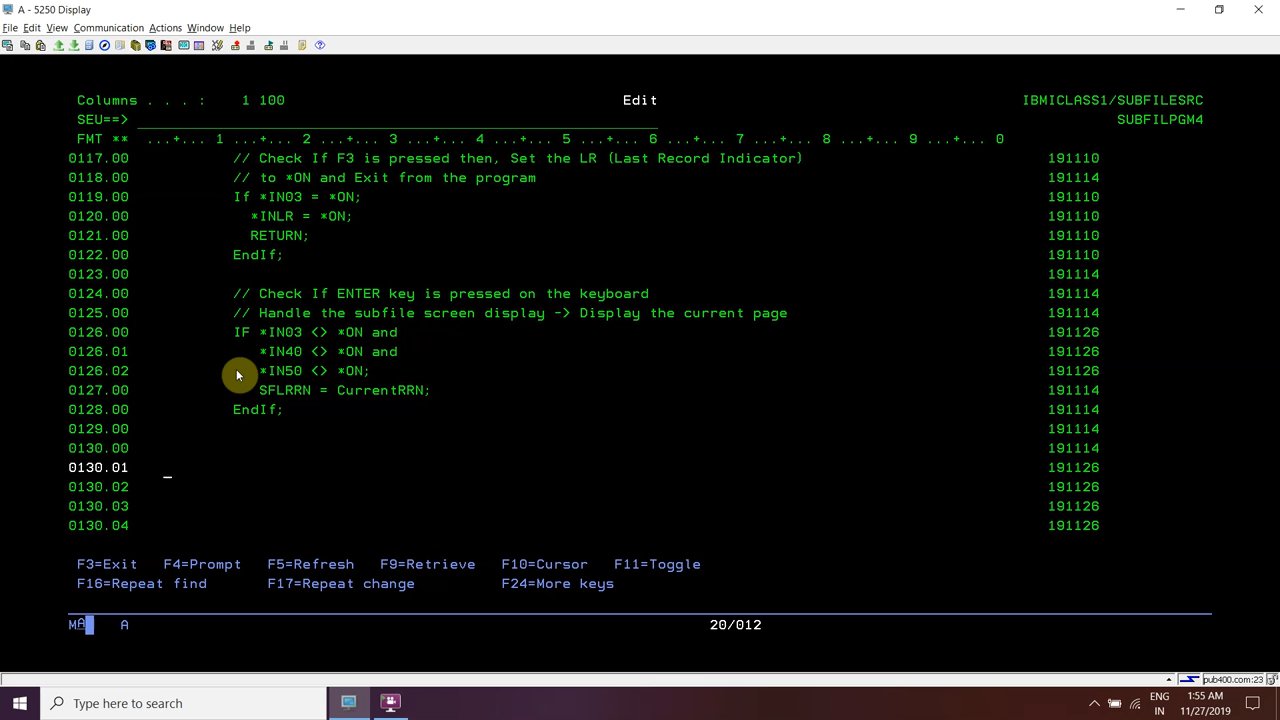 A - 5250 Display
File Edit View Communication Actions Window Help
Columns . . . : 1 100 Edit IBMICLASS1/SUBFILESRC
SEU==> SUBFILPGM4
FMT ** ...+... 1 ...+... 2 ...+... 3 ...+... 4 ...+... 5 ...+... 6 ...+... 7 ...+... 8 ...+... 9 ...+... 0
0117.00 // Check If F3 is pressed then, Set the LR (Last Record Indicator) 191110
0118.00 // to *ON and Exit from the program 191114
0119.00 If *IN03 = *ON; 191110
0120.00 *INLR = *ON; 191110
0121.00 RETURN; 191110
0122.00 EndIf; 191110
0123.00 191114
0124.00 // Check If ENTER key is pressed on the keyboard 191114
0125.00 // Handle the subfile screen display -> Display the current page 191114
0126.00 IF *IN03 <> *ON and 191126
0126.01 *IN40 <> *ON and 191126
0126.02 *IN50 <> *ON; 191126
0127.00 SFLRRN = CurrentRRN; 191114
0128.00 EndIf; 191114
0129.00 191114
0130.00 191114
0130.01 191126
0130.02 191126
0130.03 191126
0130.04 191126
F3=Exit F4=Prompt F5=Refresh F9=Retrieve F10=Cursor F11=Toggle
F16=Repeat find F17=Repeat change F24=More keys
MA A 20/012
pub400.com:23
Type here to search
ENG 1:55 AM
IN 11/27/2019